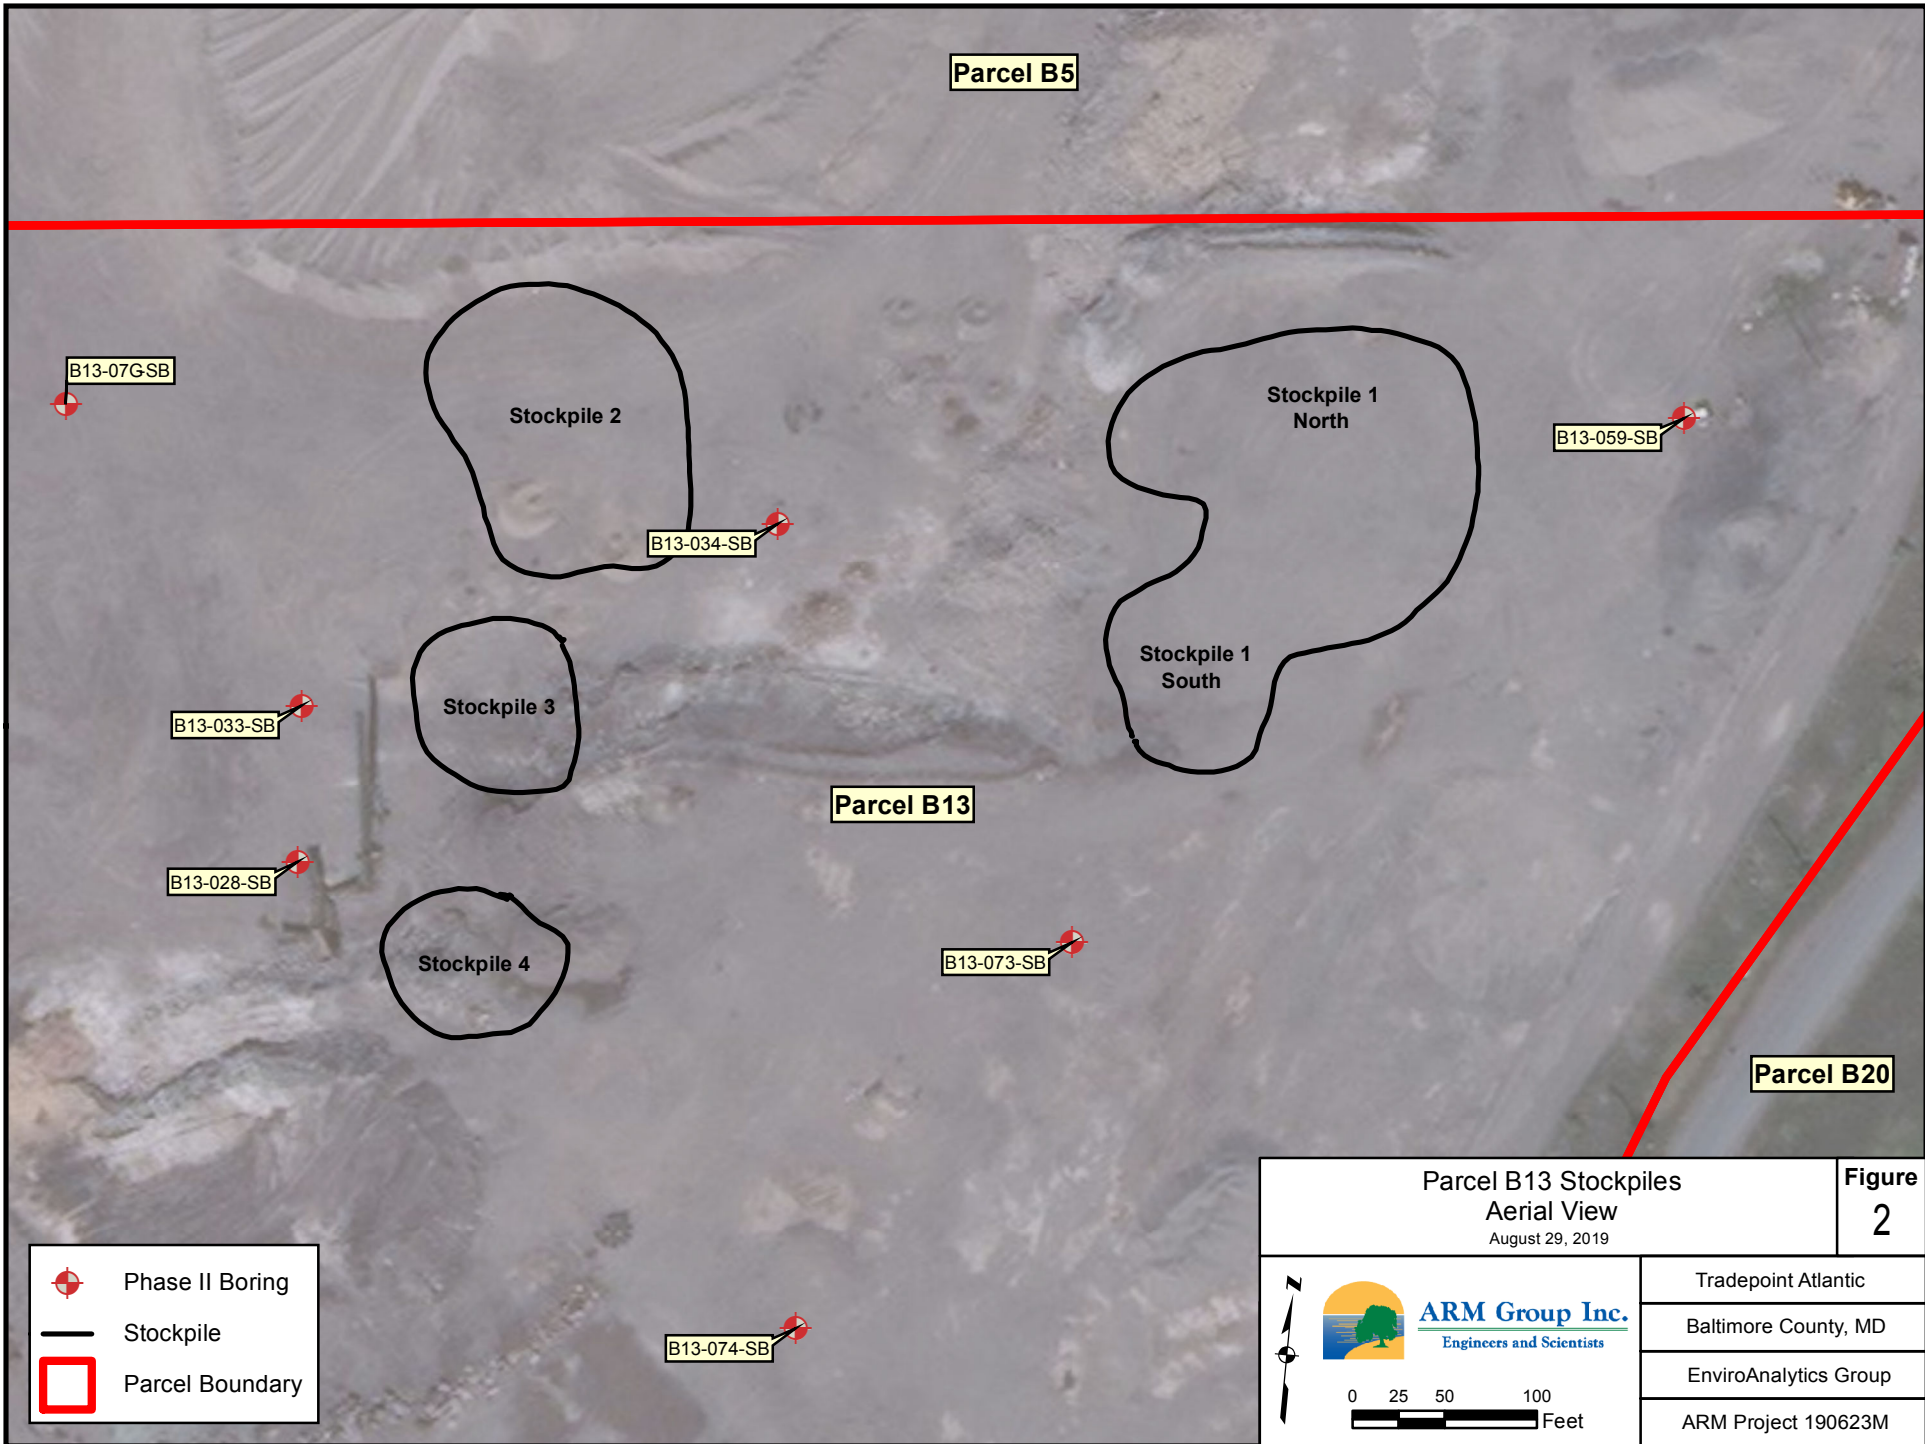 Parcel B5
B13-07G-SB
Stockpile 2
Stockpile 1
North
B13-059-SB
B13-034-SB
Stockpile 1
South
Stockpile 3
B13-033-SB
Parcel B13
B13-028-SB
Stockpile 4
B13-073-SB
Parcel B20
B13-074-SB
Phase II Boring
Stockpile
Parcel Boundary
Parcel B13 Stockpiles
Aerial View
August 29, 2019
Figure
2
N
ARM Group Inc.
Engineers and Scientists
0 25 50 100
Feet
Tradepoint Atlantic
Baltimore County, MD
EnviroAnalytics Group
ARM Project 190623M